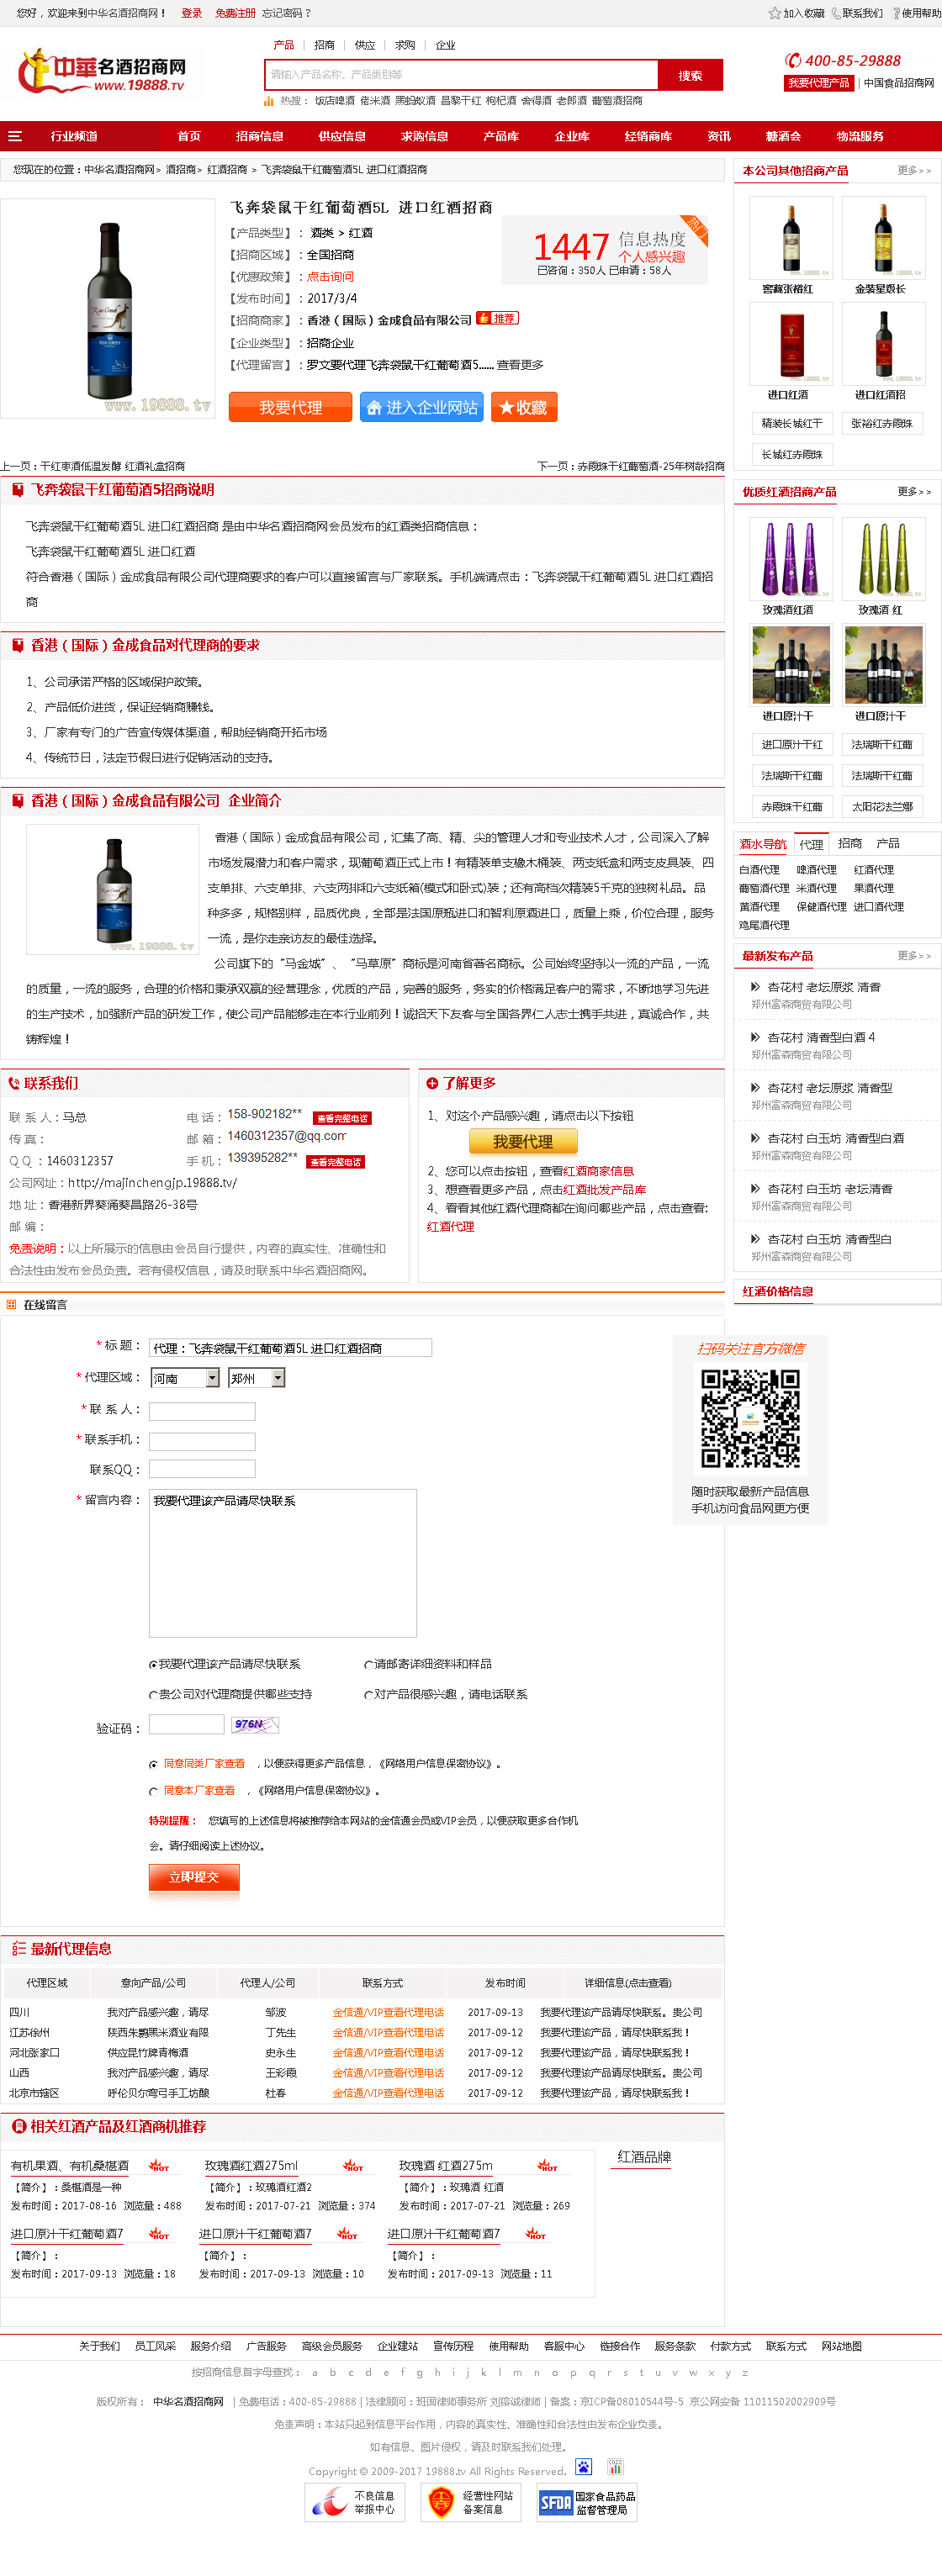 您好，欢迎来到中华名酒招商网！ 登录 免费注册 忘记密码？ 加入收藏 联系我们 使用帮助
中華名酒招商网
www.19888.TV
产品 | 招商 | 供应 | 求购 | 企业
请输入产品名称、产品类别等 搜索
热搜： 饭店啤酒 佬米酒 黑蚂蚁酒 昌黎干红 枸杞酒 舍得酒 老郎酒 葡萄酒招商
400-85-29888
我要代理产品 | 中国食品招商网
行业频道 首页 招商信息 供应信息 求购信息 产品库 企业库 经销商库 资讯 糖酒会 物流服务
您现在的位置：中华名酒招商网> 酒招商> 红酒招商 > 飞奔袋鼠干红葡萄酒5L 进口红酒招商
飞奔袋鼠干红葡萄酒5L 进口红酒招商
【产品类型】： 酒类 > 红酒
【招商区域】：全国招商
【优惠政策】：点击询问
【发布时间】：2017/3/4
【招商商家】：香港（国际）金成食品有限公司 推荐
【企业类型】：招商企业
【代理留言】：罗文要代理飞奔袋鼠干红葡萄酒5...... 查看更多
1447 信息热度
个人感兴趣
已咨询：350人 已申请：58人
www.19888.tv
我要代理 进入企业网站 收藏
上一页：干红枣酒低温发酵 红酒礼盒招商 下一页：赤霞珠干红葡萄酒-25年树龄招商
飞奔袋鼠干红葡萄酒5招商说明
飞奔袋鼠干红葡萄酒5L 进口红酒招商 是由中华名酒招商网会员发布的红酒类招商信息：
飞奔袋鼠干红葡萄酒5L 进口红酒
符合香港（国际）金成食品有限公司代理商要求的客户可以直接留言与厂家联系。手机端请点击：飞奔袋鼠干红葡萄酒5L 进口红酒招
商
香港（国际）金成食品对代理商的要求
1、公司承诺严格的区域保护政策。
2、产品低价进货，保证经销商赚钱。
3、厂家有专门的广告宣传媒体渠道，帮助经销商开拓市场
4、传统节日，法定节假日进行促销活动的支持。
香港（国际）金成食品有限公司 企业简介
香港（国际）金成食品有限公司，汇集了高、精、尖的管理人才和专业技术人才，公司深入了解
市场发展潜力和客户需求，现葡萄酒正式上市！有精装单支橡木桶装、两支纸盒和两支皮具装、四
支单排、六支单排、六支两排和六支纸箱(模式和卧式)装；还有高档次精装5千克的独树礼品。品
种多多，规格别样，品质优良，全部是法国原瓶进口和智利原酒进口，质量上乘，价位合理，服务
一流，是你走亲访友的最佳选择。
公司旗下的“马金城”、“马草原”商标是河南省著名商标。公司始终坚持以一流的产品，一流
的质量，一流的服务，合理的价格和秉承双赢的经营理念，优质的产品，完善的服务，务实的价格满足客户的需求，不断地学习先进
的生产技术，加强新产品的研发工作，使公司产品能够走在本行业前列！诚招天下友客与全国各界仁人志士携手共进，真诚合作，共
铸辉煌！
www.19888.tv
联系我们
联 系 人：马总 电 话：158-902182** 查看完整电话
传 真： 邮 箱：1460312357@qq.com
Q Q ：1460312357 手 机：139395282** 查看完整电话
公司网址：http://majinchengjp.19888.tv/
地 址：香港新界葵涌葵昌路26-38号
邮 编：
免责说明：以上所展示的信息由会员自行提供，内容的真实性、准确性和
合法性由发布会员负责。若有侵权信息，请及时联系中华名酒招商网。
了解更多
1、对这个产品感兴趣，请点击以下按钮
我要代理
2、您可以点击按钮，查看红酒商家信息
3、想查看更多产品，点击红酒批发产品库
4、看看其他红酒代理商都在询问哪些产品，点击查看:
红酒代理
在线留言
* 标 题： 代理：飞奔袋鼠干红葡萄酒5L 进口红酒招商
* 代理区域： 河南 郑州
* 联 系 人：
* 联系手机：
联系QQ：
* 留言内容： 我要代理该产品请尽快联系
我要代理该产品请尽快联系 请邮寄详细资料和样品
贵公司对代理商提供哪些支持 对产品很感兴趣，请电话联系
验证码： 976N
同意同类厂家查看 ，以便获得更多产品信息，《网络用户信息保密协议》。
同意本厂家查看 ，《网络用户信息保密协议》。
特别提醒： 您填写的上述信息将被推荐给本网站的金信通会员或VIP会员，以便获取更多合作机
会。请仔细阅读上述协议。
立即提交
最新代理信息
代理区域 意向产品/公司 代理人/公司 联系方式 发布时间 详细信息(点击查看)
四川 我对产品感兴趣，请尽 邹波 金信通/VIP查看代理电话 2017-09-13 我要代理该产品请尽快联系。贵公司
江苏徐州 陕西朱鹮黑米酒业有限 丁先生 金信通/VIP查看代理电话 2017-09-12 我要代理该产品，请尽快联系我！
河北张家口 供应昆竹牌青梅酒 史永生 金信通/VIP查看代理电话 2017-09-12 我要代理该产品，请尽快联系我！
山西 我对产品感兴趣，请尽 王彩霞 金信通/VIP查看代理电话 2017-09-12 我要代理该产品请尽快联系。贵公司
北京市辖区 呼伦贝尔弯弓手工坊酿 杜春 金信通/VIP查看代理电话 2017-09-12 我要代理该产品，请尽快联系我！
相关红酒产品及红酒商机推荐
有机果酒、有机桑椹酒 HOT 玫瑰酒红酒275ml HOT 玫瑰酒 红酒275m HOT
【简介】：桑椹酒是一种 【简介】：玫瑰酒红酒2 【简介】：玫瑰酒 红酒
发布时间：2017-08-16 浏览量：488 发布时间：2017-07-21 浏览量：374 发布时间：2017-07-21 浏览量：269
进口原汁干红葡萄酒7 HOT 进口原汁干红葡萄酒7 HOT 进口原汁干红葡萄酒7 HOT
【简介】： 【简介】： 【简介】：
发布时间：2017-09-13 浏览量：18 发布时间：2017-09-13 浏览量：10 发布时间：2017-09-13 浏览量：11
红酒品牌
本公司其他招商产品 更多>>
窖藏张裕红 金装星级长
进口红酒 进口红酒招
精装长城红干 张裕红赤霞珠
长城红赤霞珠
优质红酒招商产品 更多>>
玫瑰酒红酒 玫瑰酒 红
进口原汁干 进口原汁干
进口原汁干红 法瑞斯干红葡
法瑞斯干红葡 法瑞斯干红葡
赤霞珠干红葡 太阳花法兰娜
酒水导航 代理 招商 产品
白酒代理 啤酒代理 红酒代理
葡萄酒代理 米酒代理 果酒代理
黄酒代理 保健酒代理 进口酒代理
鸡尾酒代理
最新发布产品 更多>>
杏花村 老坛原浆 清香
郑州富森商贸有限公司
杏花村 清香型白酒 4
郑州富森商贸有限公司
杏花村 老坛原浆 清香型
郑州富森商贸有限公司
杏花村 白玉坊 清香型白酒
郑州富森商贸有限公司
杏花村 白玉坊 老坛清香
郑州富森商贸有限公司
杏花村 白玉坊 清香型白
郑州富森商贸有限公司
红酒价格信息
扫码关注官方微信
随时获取最新产品信息
手机访问食品网更方便
关于我们 员工风采 服务介绍 广告服务 高级会员服务 企业建站 宣传历程 使用帮助 客服中心 链接合作 服务条款 付款方式 联系方式 网站地图
按招商信息首字母查找： a b c d e f g h i j k l m n o p q r s t u v w x y z
版权所有： 中华名酒招商网 | 免费电话：400-85-29888 | 法律顾问：班固律师事务所 刘镕诚律师 | 备案：京ICP备08010544号-5 京公网安备 11011502002909号
免责声明：本站只起到信息平台作用，内容的真实性、准确性和合法性由发布企业负责。
如有信息、图片侵权，请及时联系我们处理。
Copyright © 2009-2017 19888.tv All Rights Reserved.
不良信息
举报中心
经营性网站
备案信息
SFDA 国家食品药品
监督管理局